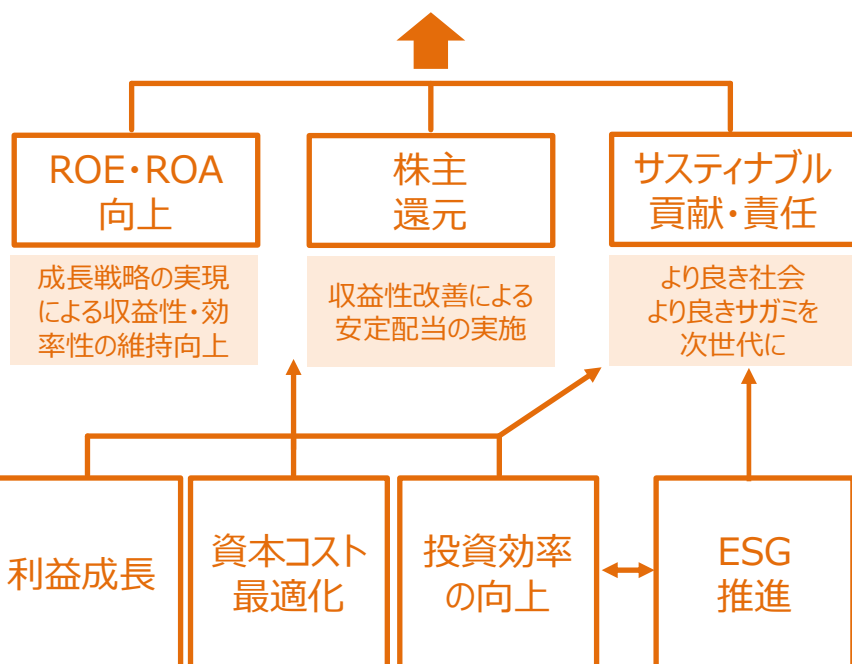 ROE・ROA
向上
株主
還元
サスティナブル
貢献・責任
成長戦略の実現
による収益性・効
率性の維持向上
収益性改善による
安定配当の実施
より良き社会
より良きサガミを
次世代に
利益成長
資本コスト
最適化
投資効率
の向上
ESG
推進